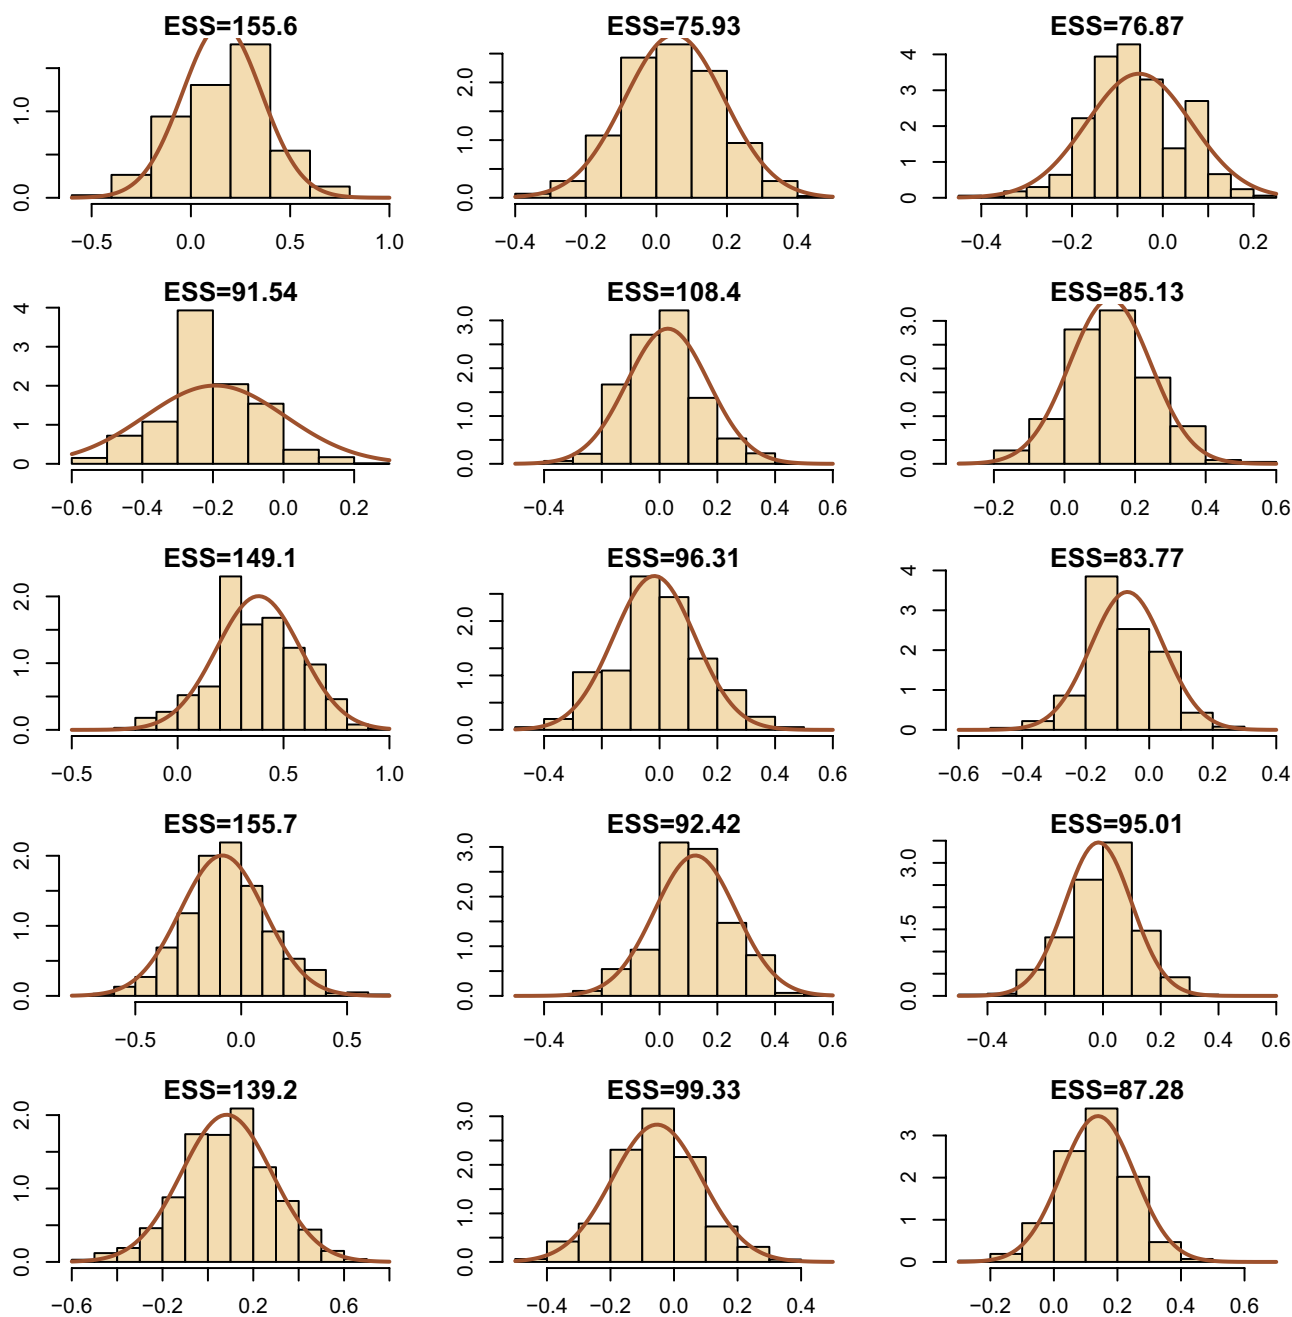 ESS=155.6 ESS=75.93 ESS=76.87
0.0 1.0
−0.5 0.0 0.5 1.0
0.0 1.0 2.0
−0.4 −0.2 0.0 0.2 0.4
0 1 2 3 4
−0.4 −0.2 0.0 0.2
ESS=91.54 ESS=108.4 ESS=85.13
0 1 2 3 4
−0.6 −0.4 −0.2 0.0 0.2
0.0 1.0 2.0 3.0
−0.4 0.0 0.2 0.4 0.6
0.0 1.0 2.0 3.0
−0.2 0.0 0.2 0.4 0.6
ESS=149.1 ESS=96.31 ESS=83.77
0.0 1.0 2.0
−0.5 0.0 0.5 1.0
0.0 1.0 2.0
−0.4 0.0 0.2 0.4 0.6
0 1 2 3 4
−0.6 −0.4 −0.2 0.0 0.2 0.4
ESS=155.7 ESS=92.42 ESS=95.01
0.0 1.0 2.0
−0.5 0.0 0.5
0.0 1.0 2.0 3.0
−0.4 0.0 0.2 0.4 0.6
0.0 1.5 3.0
−0.4 0.0 0.2 0.4 0.6
ESS=139.2 ESS=99.33 ESS=87.28
0.0 1.0 2.0
−0.6 −0.2 0.2 0.6
0.0 1.0 2.0 3.0
−0.4 −0.2 0.0 0.2 0.4
0 1 2 3
−0.2 0.0 0.2 0.4 0.6